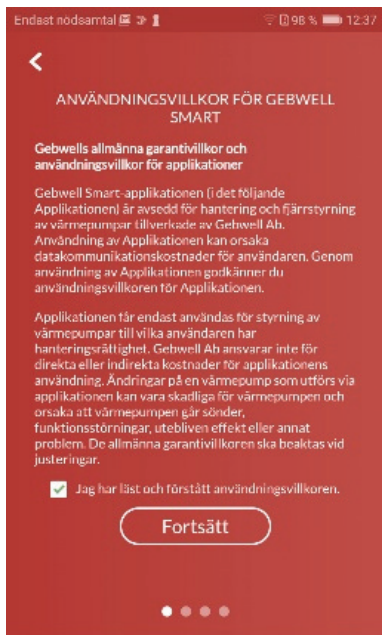 Endast nödsamtal 98 % 12:37
ANVÄNDNINGSVILLKOR FÖR GEBWELL
SMART
Gebwells allmänna garantivillkor och
användningsvillkor för applikationer
Gebwell Smart-applikationen (i det följande
Applikationen) är avsedd för hantering och fjärrstyrning
av värmepumpar tillverkade av Gebwell Ab.
Användning av Applikationen kan orsaka
datakommunikationskostnader för användaren. Genom
användning av Applikationen godkänner du
användningsvillkoren för Applikationen.
Applikationen får endast användas för styrning av
värmepumpar till vilka användaren har
hanteringsrättighet. Gebwell Ab ansvarar inte för
direkta eller indirekta kostnader för applikationens
användning. Ändringar på en värmepump som utförs via
applikationen kan vara skadliga för värmepumpen och
orsaka att värmepumpen går sönder,
funktionsstörningar, utebliven effekt eller annat
problem. De allmänna garantivillkoren ska beaktas vid
justeringar.
Jag har läst och förstått användningsvillkoren.
Fortsätt